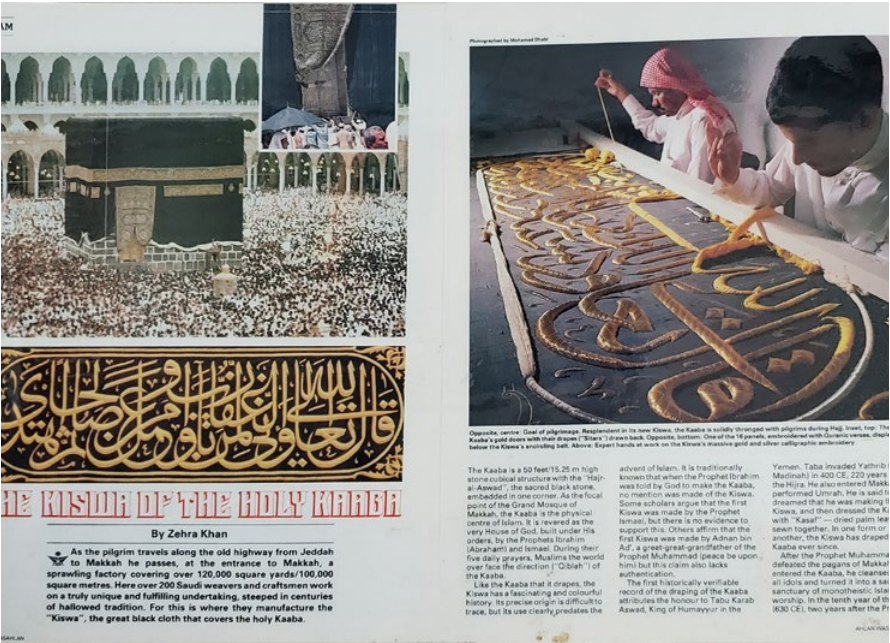 AM
THE KISWA OF THE HOLY KAABA
By Zehra Khan
As the pilgrim travels along the old highway from Jeddah
to Makkah he passes, at the entrance to Makkah, a
sprawling factory covering over 120,000 square yards/100,000
square metres. Here over 200 Saudi weavers and craftsmen work
on a truly unique and fulfilling undertaking, steeped in centuries
of hallowed tradition. For this is where they manufacture the
"Kiswa", the great black cloth that covers the holy Kaaba.
Photographed by Mohamed
Opposite, centre: Goal of pilgrimage. Resplendent in its new Kiswa, the Kaaba is solidly thronged with pilgrims during Hajj. Inset, top: The
Kaaba's gold doors with their drapes ("Sitara") drawn back. Opposite, bottom: One of the 16 panels, embroidered with Quranic verses,
below the Kiswa's encircling belt. Above: Expert hands at work on the Kiswa's massive gold and silver calligraphic embroidery
The Kaaba is a 50 feet/15.25 m high
stone cubical structure with the "Hajr-
al-Aswad", the sacred black stone,
embedded in one corner. As the focal
point of the Grand Mosque of
Makkah, the Kaaba is the physical
centre of Islam. It is revered as the
very House of God, built under His
orders, by the Prophets Ibrahim
(Abraham) and Ismael. During their
five daily prayers, Muslims the world
over face the direction ("Qiblah") of
the Kaaba.
Like the Kaaba that it drapes, the
Kiswa has a fascinating and colourful
history. Its precise origin is difficult to
trace, but its use clearly predates the
advent of Islam. It is traditionally
known that when the Prophet Ibrahim
was told by God to make the Kaaba,
no mention was made of the Kiswa.
Some scholars argue that the first
Kiswa was made by the Prophet
Ismael, but there is no evidence to
support this. Others affirm that the
first Kiswa was made by Adnan bin
Ad', a great-great-grandfather of the
Prophet Muhammad (peace be upon
him) but this claim also lacks
authentication.
The first historically verifiable
record of the draping of the Kaaba
attributes the honour to Tabu Karab
Aswad, King of Humayyur in the
Yemen. Taba invaded Yathrib
Madinah) in 400 CE, 220 years
the Hijra. He also entered
performed Umrah. He is said
dreamed that he was making
Kiswa, and then dressed the
with "Kasaf" — dried palm
sewn together. In one form or
another, the Kiswa has draped
Kaaba ever since.
After the Prophet
defeated the pagans of
entered the Kaaba, he cleansed
all idols and turned it into a
sanctuary of monotheistic
worship. In the tenth year of
(630 CE), two years after the